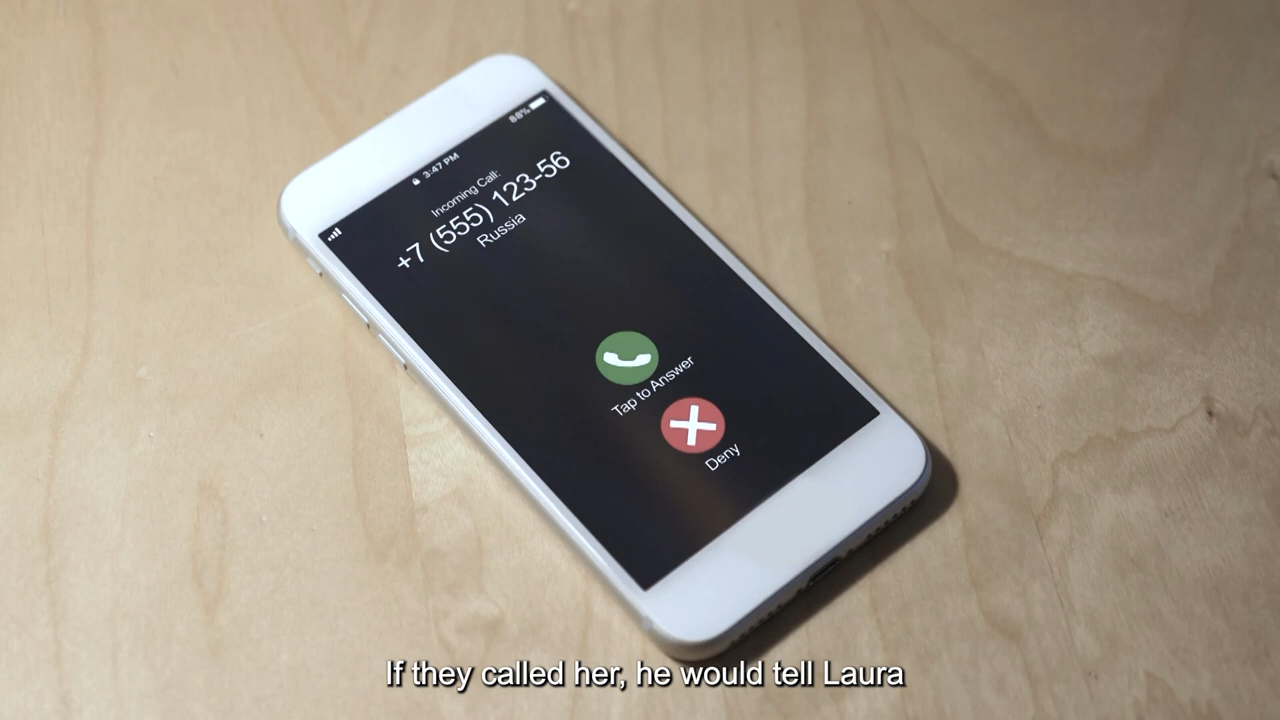 88%
3:47 PM
Incoming Call:
+7 (555) 123-56
Russia
Tap to Answer
Deny
If they called her, he would tell Laura